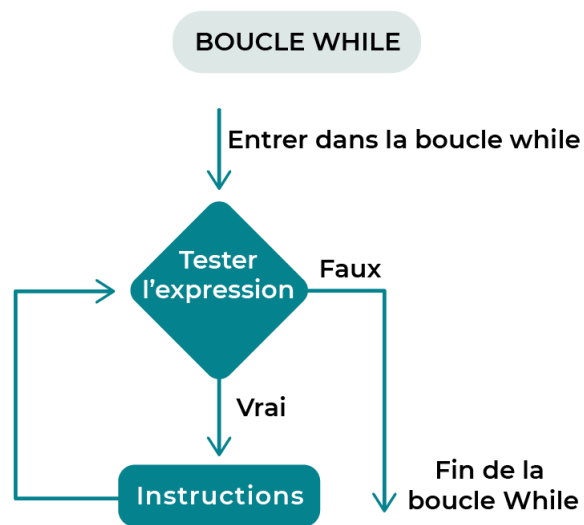 BOUCLE WHILE
Entrer dans la boucle while
Tester
l’expression
Faux
Vrai
Instructions
Fin de la
boucle While